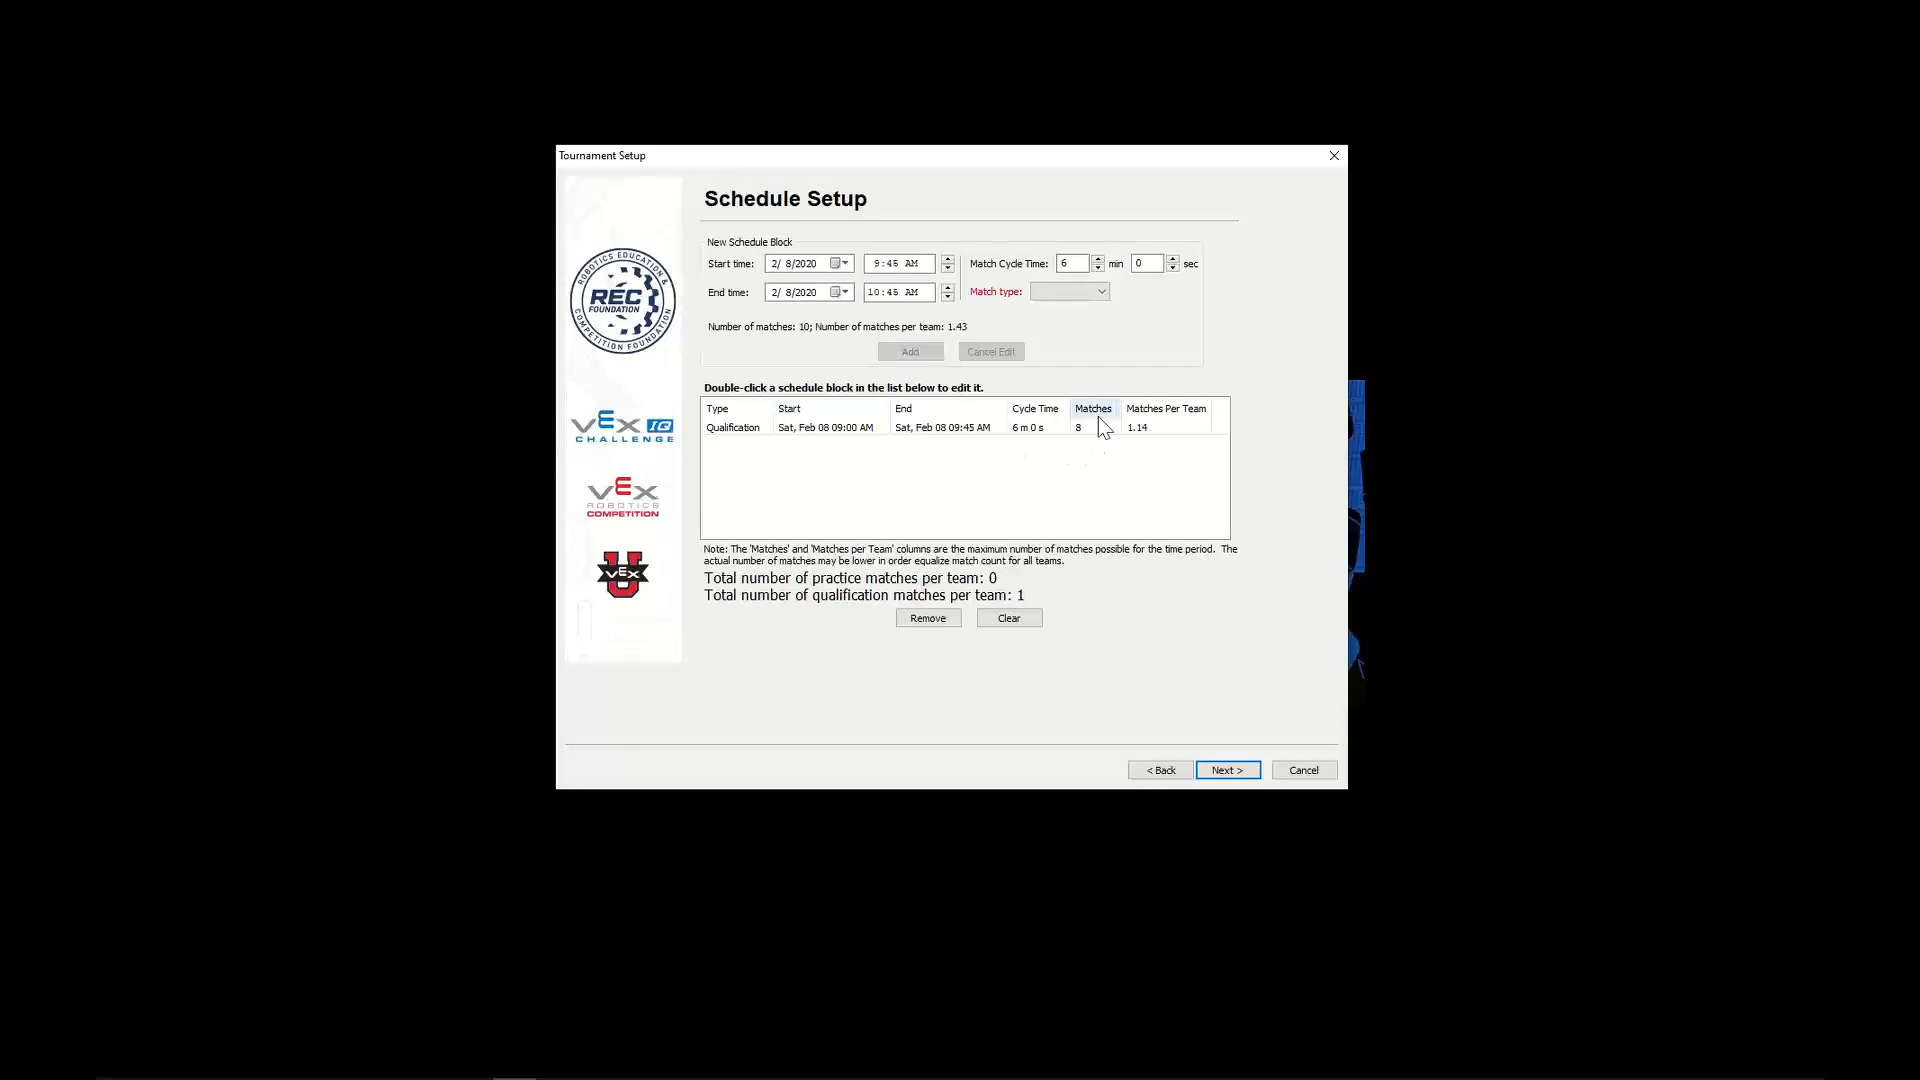 Tournament Setup
Schedule Setup
New Schedule Block
Start time: 2/ 8/2020 9:45 AM Match Cycle Time: 6 min 0 sec
End time: 2/ 8/2020 10:45 AM Match type:
Number of matches: 10; Number of matches per team: 1.43
Add Cancel Edit
Double-click a schedule block in the list below to edit it.
Type Start End Cycle Time Matches Matches Per Team
Qualification Sat, Feb 08 09:00 AM Sat, Feb 08 09:45 AM 6 m 0 s 8 1.14
Note: The 'Matches' and 'Matches per Team' columns are the maximum number of matches possible for the time period. The
actual number of matches may be lower in order equalize match count for all teams.
Total number of practice matches per team: 0
Total number of qualification matches per team: 1
Remove Clear
< Back Next > Cancel
ROBOTICS EDUCATION &
REC
FOUNDATION
COMPETITION FOUNDATION
VEX IQ
CHALLENGE
VEX
ROBOTICS
COMPETITION
VEX
U